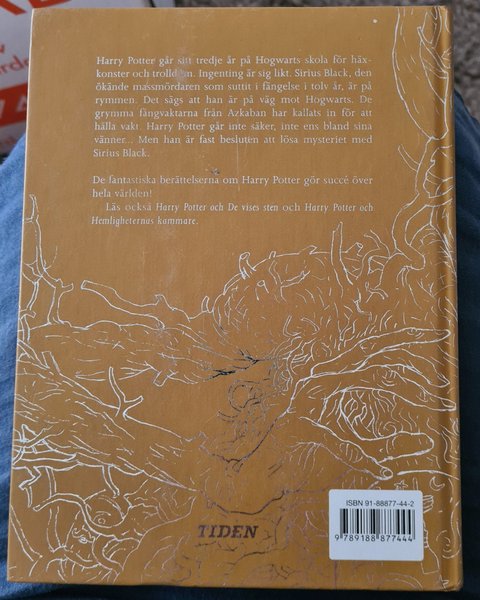 Harry Potter går sitt tredje år på Hogwarts skola för häx-
konster och trolldom. Ingenting är sig likt. Sirius Black, den
ökände massmördaren som suttit i fängelse i tolv år, är på
rymmen. Det sägs att han är på väg mot Hogwarts. De
grymma fångvaktarna från Azkaban har kallats in för att
hålla vakt. Harry Potter går inte säker, inte ens bland sina
vänner... Men han är fast besluten att lösa mysteriet med
Sirius Black.
De fantastiska berättelserna om Harry Potter gör succé över
hela världen!
Läs också Harry Potter och De vises sten och Harry Potter och
Hemligheternas kammare.
TIDEN
ISBN 91-88877-44-2
9 789188 877444